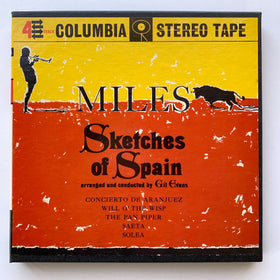 4 TRACK COLUMBIA STEREO TAPE
MILES
Sketches
of Spain
arranged and conducted by Gil Evans
CONCIERTO DE ARANJUEZ
WILL O' THE WISP
THE PAN PIPER
SAETA
SOLEA